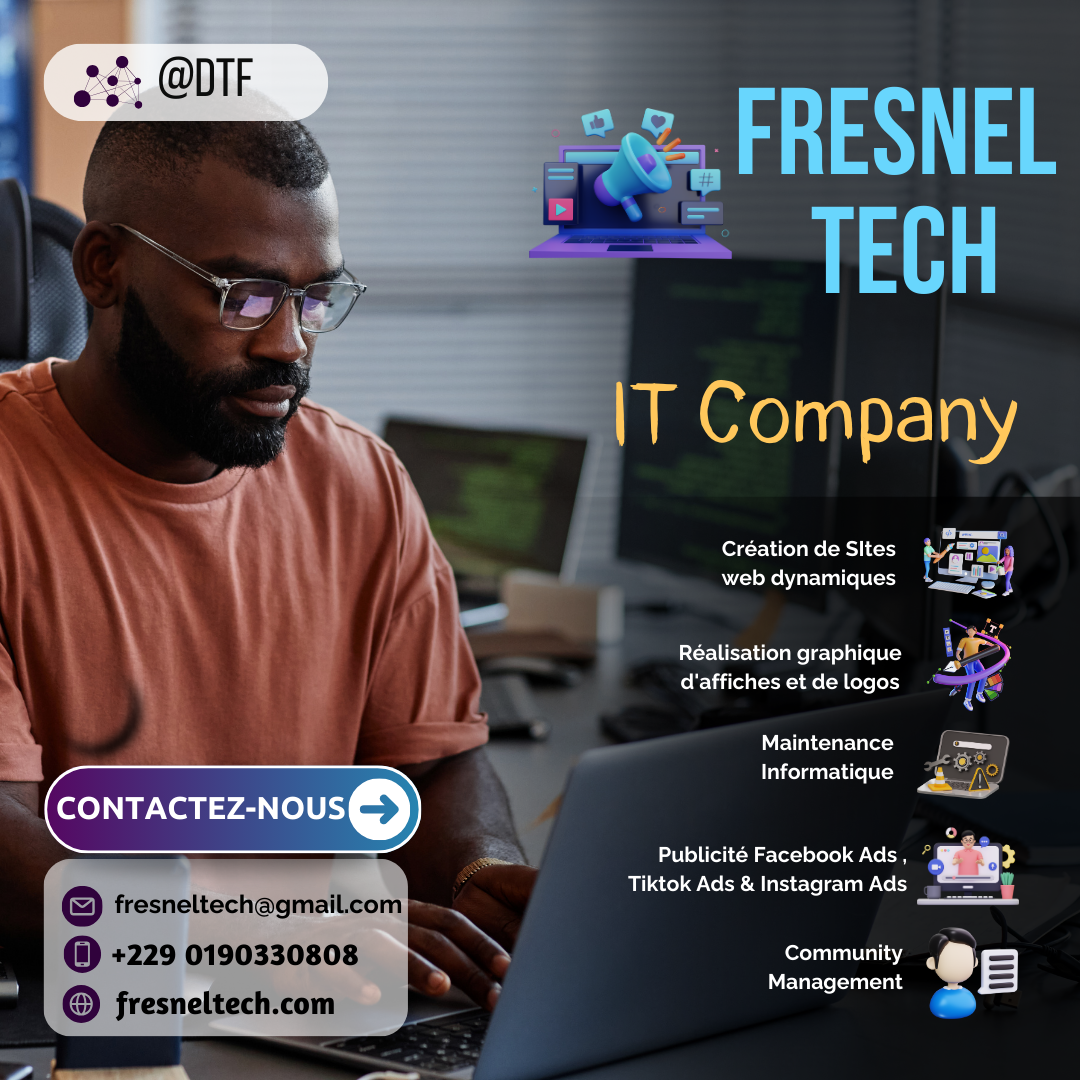 @DTF
FRESNEL
TECH
#
IT Company
Création de SItes
web dynamiques
Réalisation graphique
d'affiches et de logos
Maintenance
Informatique
Publicité Facebook Ads ,
Tiktok Ads & Instagram Ads
Community
Management
CONTACTEZ-NOUS
fresneltech@gmail.com
+229 0190330808
fresneltech.com